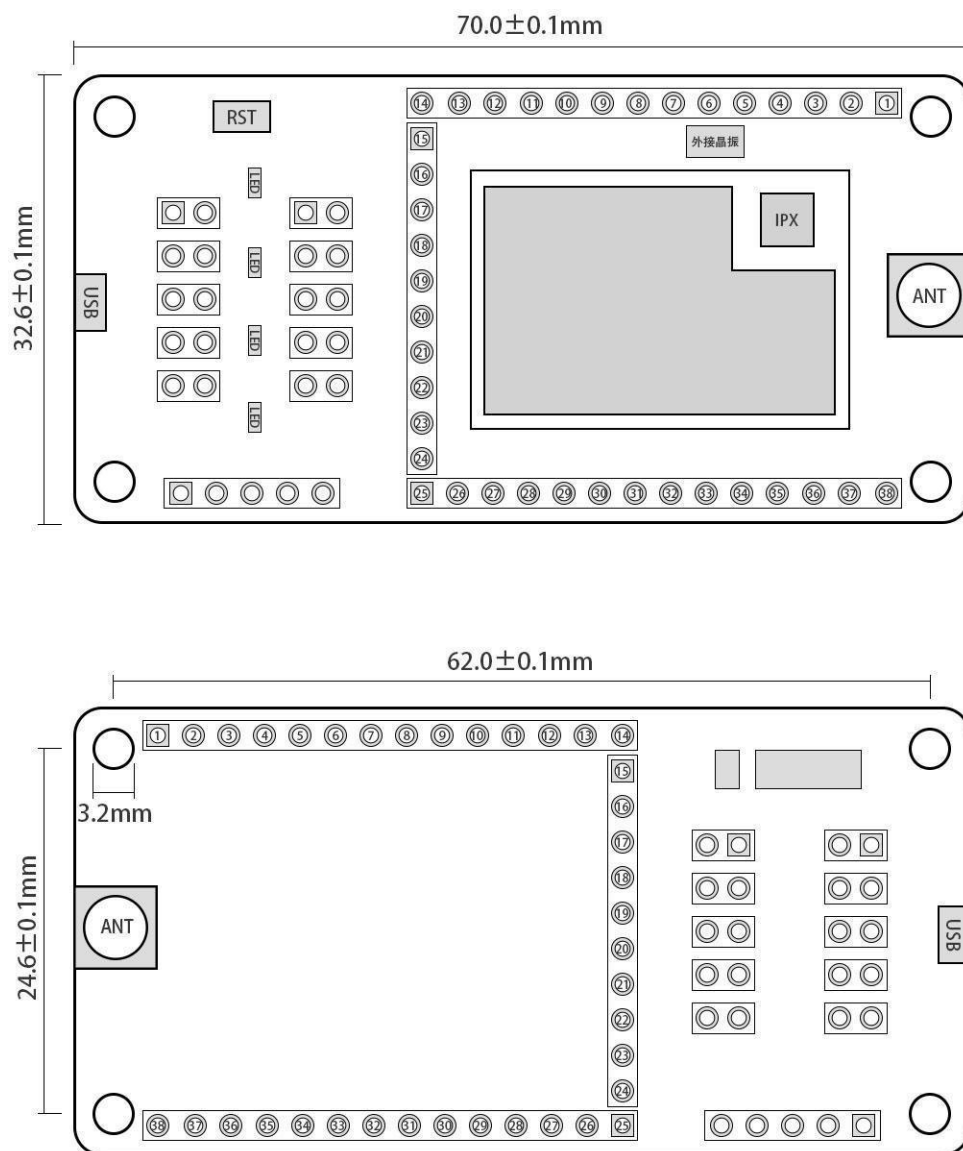 70.0±0.1mm
32.6±0.1mm
RST
⑭ ⑬ ⑫ ⑪ ⑩ ⑨ ⑧ ⑦ ⑥ ⑤ ④ ③ ② ①
外接晶振
⑮
⑯
⑰
⑱
⑲
⑳
㉑
㉒
㉓
㉔
LED
LED
LED
LED
USB
IPX
ANT
㉕ ㉖ ㉗ ㉘ ㉙ ㉚ ㉛ ㉜ ㉝ ㉞ ㉟ ㊱ ㊲ ㊳
62.0±0.1mm
① ② ③ ④ ⑤ ⑥ ⑦ ⑧ ⑨ ⑩ ⑪ ⑫ ⑬ ⑭
3.2mm
24.6±0.1mm
⑮
⑯
⑰
⑱
⑲
⑳
㉑
㉒
㉓
㉔
ANT
USB
㊳ ㊲ ㊱ ㉟ ㉞ ㉝ ㉜ ㉛ ㉚ ㉙ ㉘ ㉗ ㉖ ㉕